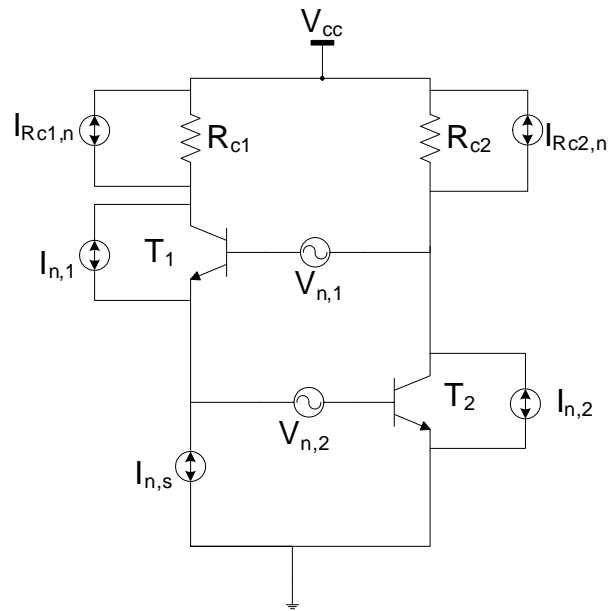 Vcc
IRc1,n
Rc1
Rc2
IRc2,n
In,1
T1
Vn,1
Vn,2
T2
In,2
In,s